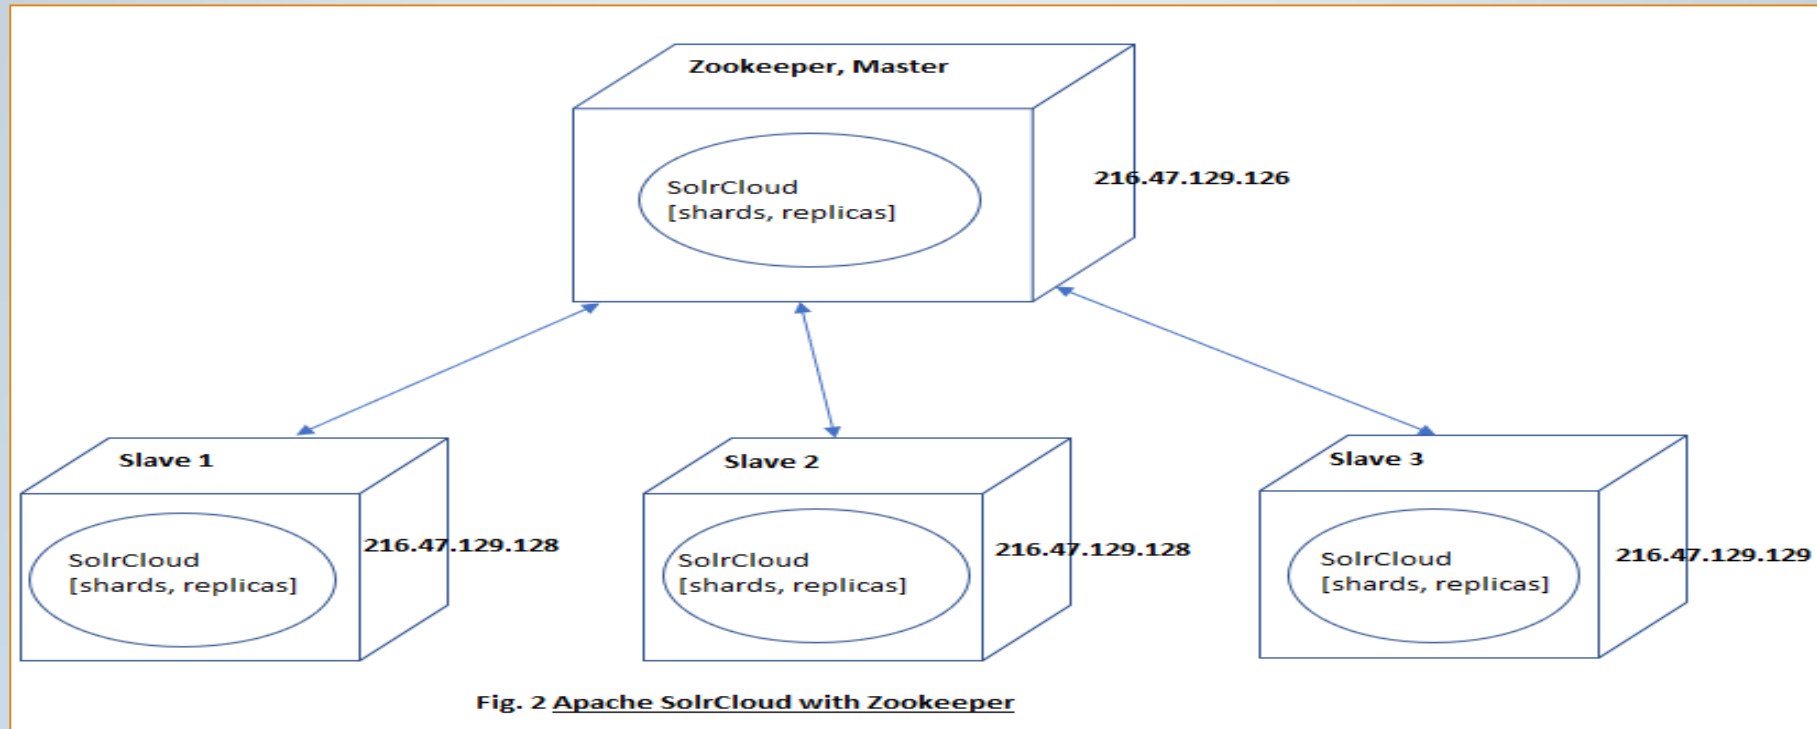 Zookeeper, Master
SolrCloud
[shards, replicas]
216.47.129.126
Slave 1
SolrCloud
[shards, replicas]
216.47.129.128
Slave 2
SolrCloud
[shards, replicas]
216.47.129.128
Slave 3
SolrCloud
[shards, replicas]
216.47.129.129
Fig. 2 Apache SolrCloud with Zookeeper